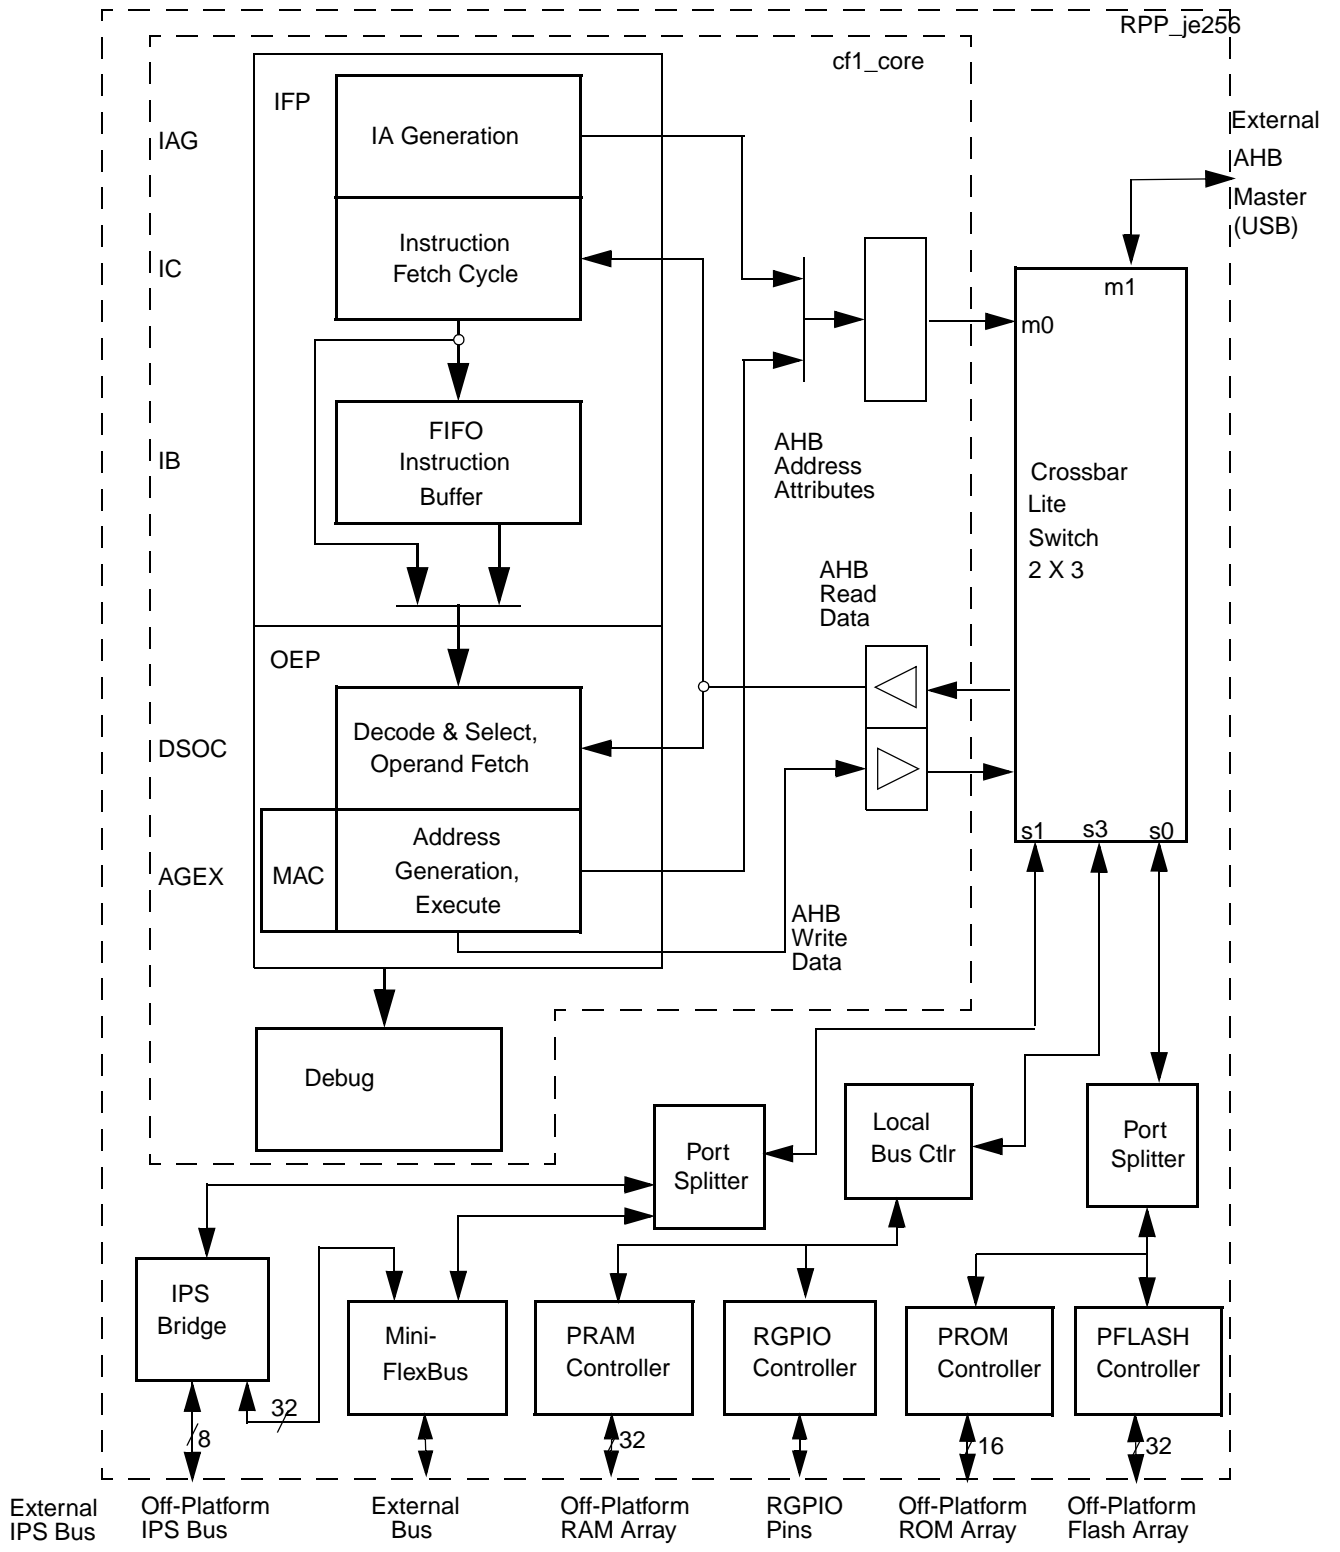 RPP_je256
cf1_core
IFP
IAG
IA Generation
External
AHB
Master
(USB)
IC
Instruction
Fetch Cycle
m1
m0
IB
FIFO
Instruction
Buffer
AHB
Address
Attributes
Crossbar
Lite
Switch
2 X 3
AHB
Read
Data
OEP
DSOC
Decode & Select,
Operand Fetch
s1
s3
s0
AGEX
MAC
Address
Generation,
Execute
AHB
Write
Data
Debug
Port
Splitter
Local
Bus Ctlr
Port
Splitter
IPS
Bridge
Mini-
FlexBus
PRAM
Controller
RGPIO
Controller
PROM
Controller
PFLASH
Controller
32
8
32
16
32
External
IPS Bus
Off-Platform
IPS Bus
External
Bus
Off-Platform
RAM Array
RGPIO
Pins
Off-Platform
ROM Array
Off-Platform
Flash Array